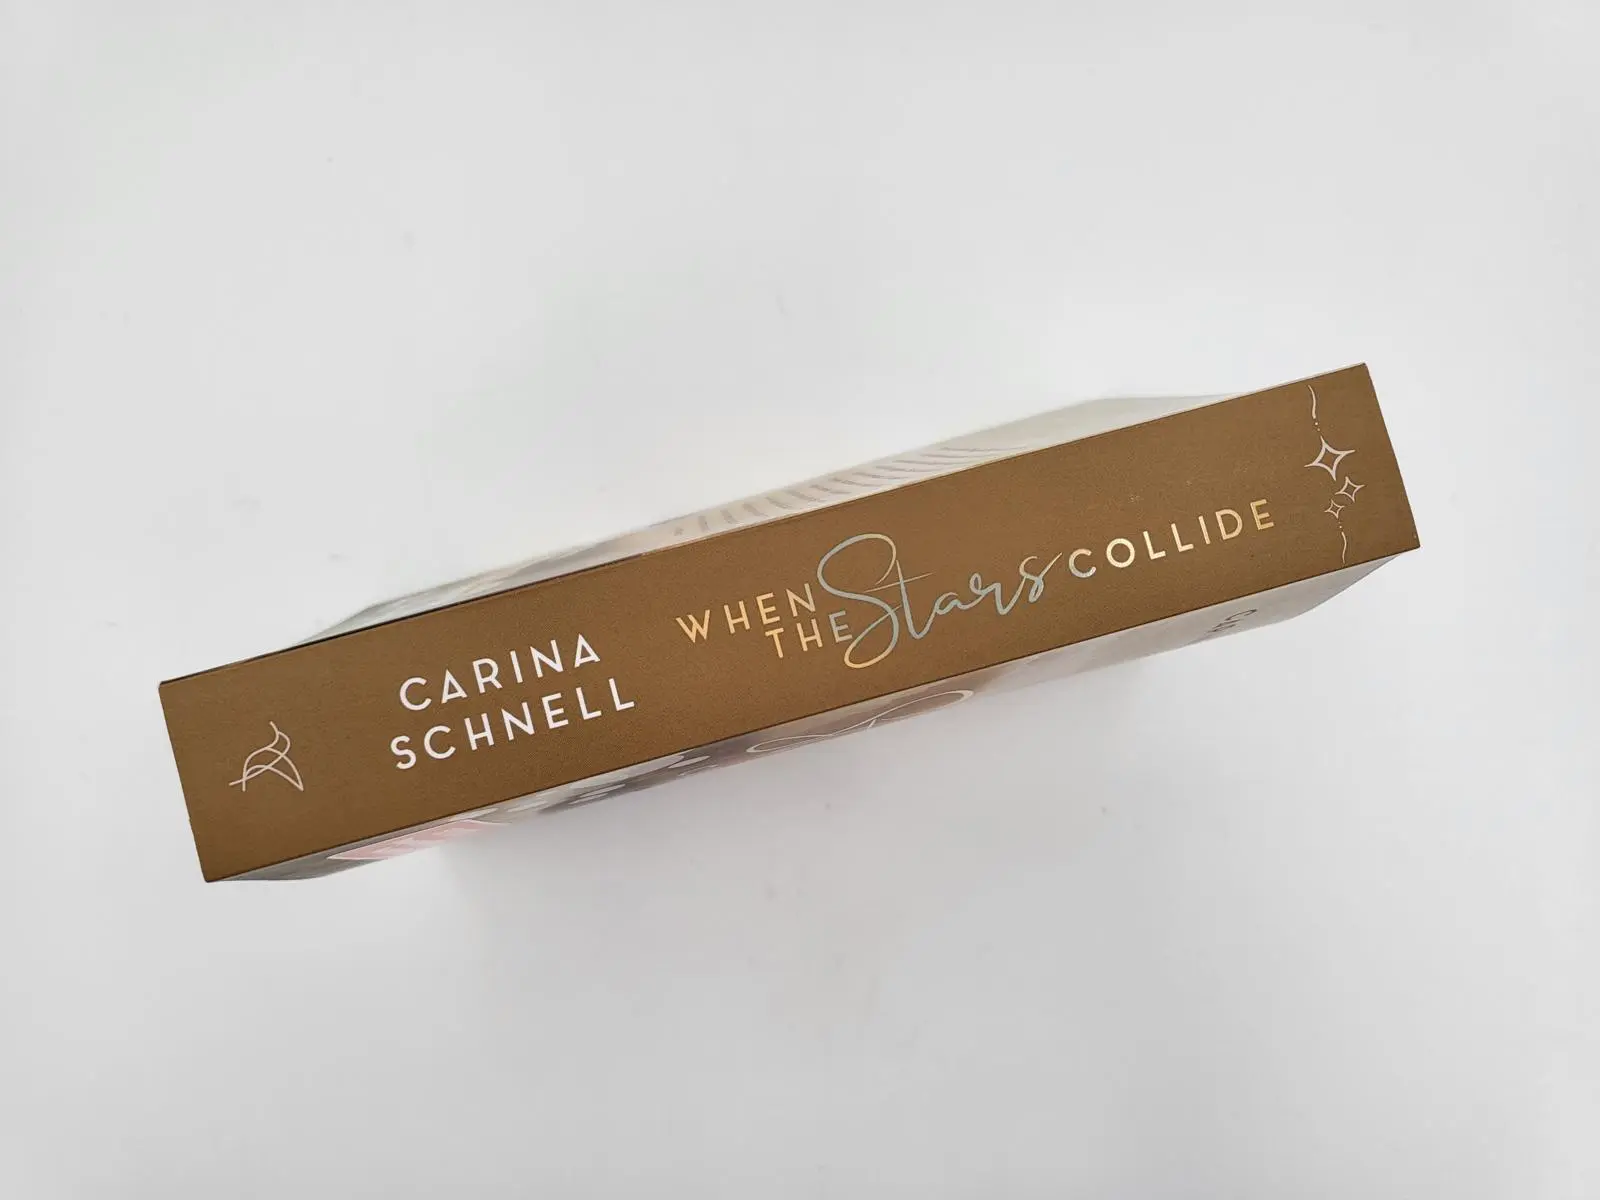 CARINA
SCHNELL
WHEN
THE Stars COLLIDE